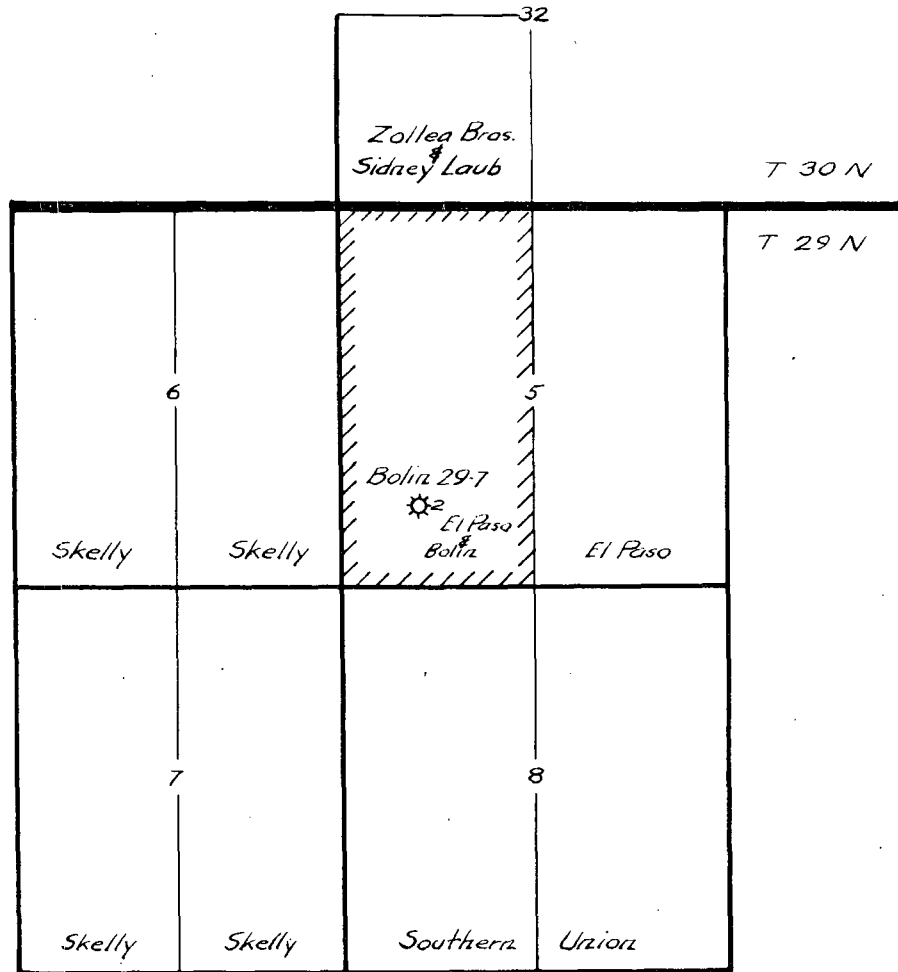 32
Zollea Bros.
&
Sidney Laub
T 30 N
T 29 N
6
5
Bolin 29-7
2
El Paso
&
Bolin
Skelly
Skelly
El Paso
7
8
Skelly
Skelly
Southern Union